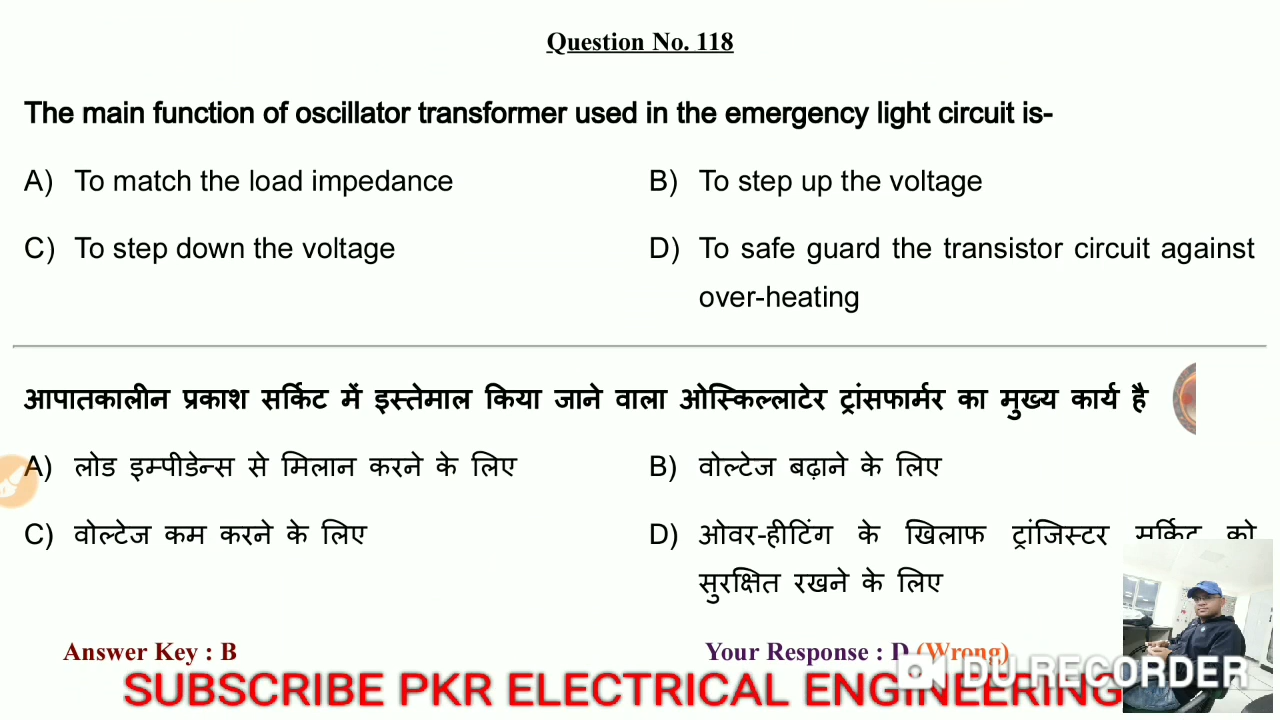 Question No. 118
The main function of oscillator transformer used in the emergency light circuit is-
A) To match the load impedance B) To step up the voltage
C) To step down the voltage D) To safe guard the transistor circuit against
over-heating
आपातकालीन प्रकाश सर्किट में इस्तेमाल किया जाने वाला ओस्किल्लाटेर ट्रांसफार्मर का मुख्य कार्य है
A) लोड इम्पीडेन्स से मिलान करने के लिए B) वोल्टेज बढ़ाने के लिए
C) वोल्टेज कम करने के लिए D) ओवर-हीटिंग के खिलाफ ट्रांजिस्टर सर्किट को
सुरक्षित रखने के लिए
Answer Key : B Your Response : D (Wrong)
DU RECORDER
SUBSCRIBE PKR ELECTRICAL ENGINEERING